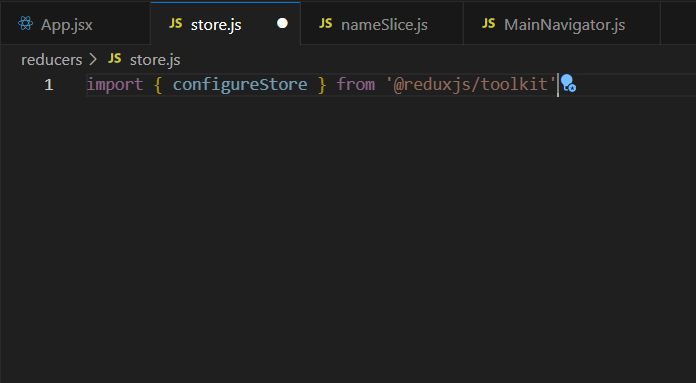 App.jsx JS store.js JS nameSlice.js JS MainNavigator.js
reducers > JS store.js
1 import { configureStore } from '@reduxjs/toolkit'